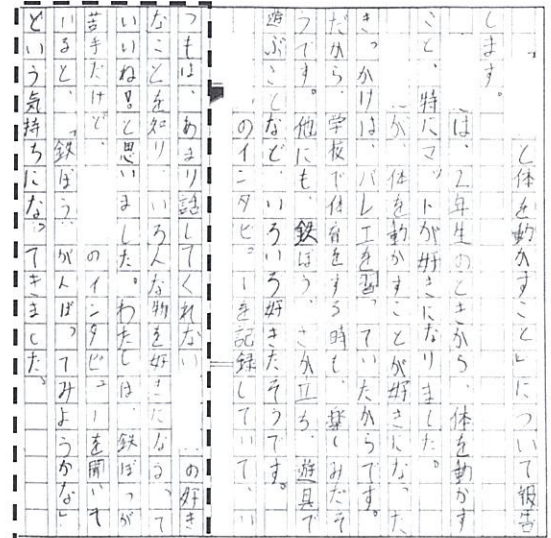 と体を動かすこと」について報告
します。
は、2年生のときから、体を動かす
こと、特にマットが好きになりました。
が、体を動かすことが好きになった
きっかけは、バレエを習っていたからです。
だから、学校で体育をする時も、楽しみだそ
うです。他にも、鉄ぼう、さか立ち、遊具で
遊ぶことなど、いろいろ好きだそうです。
のインタビューを記録していて、い
つもは、あまり話してくれない の好き
なことを知り、いろんな物を好きになるって
いいね!と思いました。わたしは、鉄ぼうが
苦手だけど、 のインタビューを聞いて
いると、「鉄ぼう、がんばってみようかな」
という気持ちになってきました。